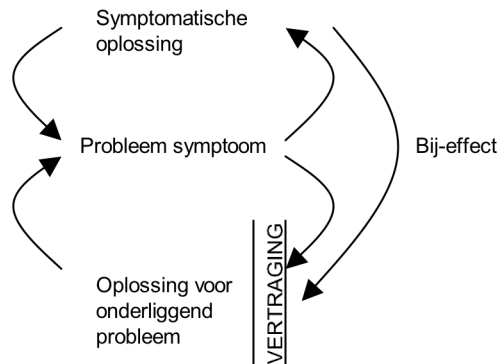 Symptomatische
oplossing
Probleem symptoom
Bij-effect
Oplossing voor
onderliggend
probleem
VERTRAGING